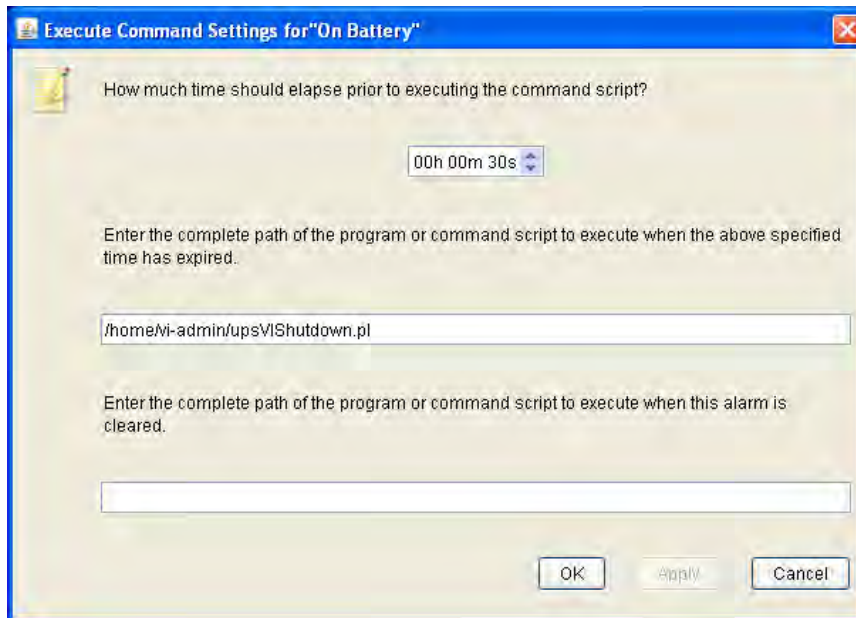 Execute Command Settings for"On Battery"
How much time should elapse prior to executing the command script?
00h 00m 30s
Enter the complete path of the program or command script to execute when the above specified
time has expired.
/home/vi-admin/upsVIShutdown.pl
Enter the complete path of the program or command script to execute when this alarm is
cleared.
OK Apply Cancel